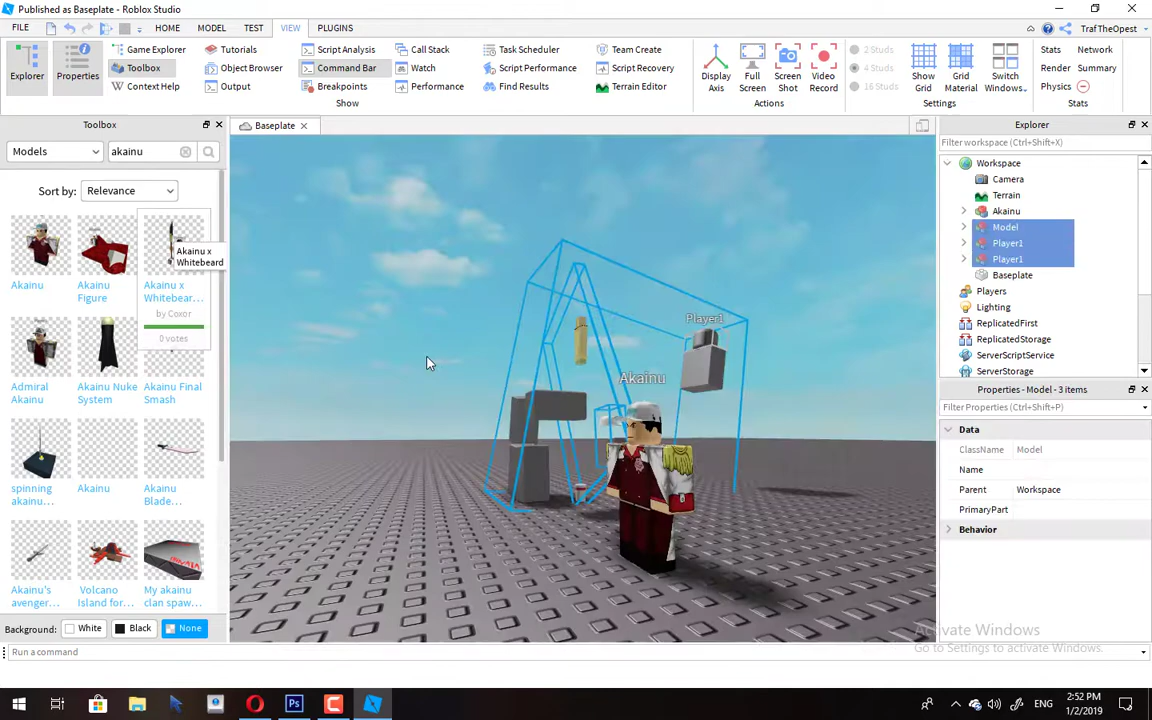 Published as Baseplate - Roblox Studio
FILE HOME MODEL TEST VIEW PLUGINS TrafTheOpest
Explorer Properties Game Explorer Tutorials Script Analysis Call Stack Task Scheduler Team Create
Toolbox Object Browser Command Bar Watch Script Performance Script Recovery
Context Help Output Breakpoints Performance Find Results Terrain Editor
Show
Display Axis Full Screen Screen Shot Video Record
Actions
2 Studs
4 Studs
16 Studs
Show Grid Grid Material Switch Windows..
Settings
Stats Network
Render Summary
Physics
Stats
Toolbox
Models akainu
Sort by: Relevance
Akainu
Akainu Figure
Akainu x Whitebear...
Akainu x Whitebeard
by Coxor
0 votes
Admiral Akainu
Akainu Nuke System
Akainu Final Smash
spinning akainu...
Akainu
Akainu Blade...
Akainu's avenger...
Volcano Island for...
My akainu clan spaw...
Background: White Black None
Run a command
Baseplate
Player1
Akainu
Explorer
Filter workspace (Ctrl+Shift+X)
Workspace
Camera
Terrain
Akainu
Model
Player1
Player1
Baseplate
Players
Lighting
ReplicatedFirst
ReplicatedStorage
ServerScriptService
ServerStorage
Properties - Model - 3 items
Filter Properties (Ctrl+Shift+P)
Data
ClassName Model
Name
Parent Workspace
PrimaryPart
Behavior
Activate Windows
Go to Settings to activate Windows.
Ps
ENG
2:52 PM
1/2/2019